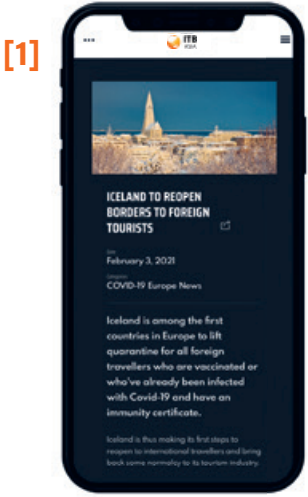 [1]
ITB
ASIA
ICELAND TO REOPEN
BORDERS TO FOREIGN
TOURISTS
Date
February 3, 2021
Categories
COVID-19 Europe News
Iceland is among the first
countries in Europe to lift
quarantine for all foreign
travellers who are vaccinated or
who've already been infected
with Covid-19 and have an
immunity certificate.
Iceland is thus making its first steps to
reopen to international travellers and bring
back some normalcy to its tourism industry.